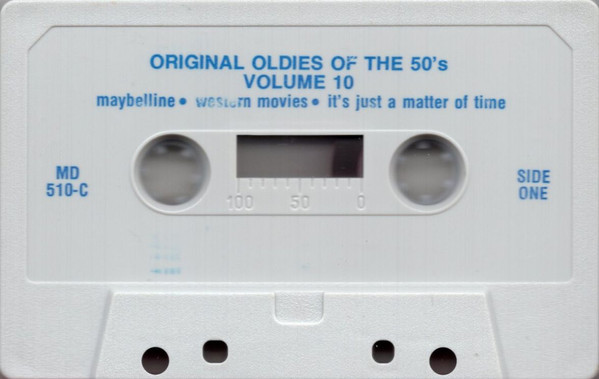 ORIGINAL OLDIES OF THE 50's
VOLUME 10
maybelline • western movies • it's just a matter of time
MD
510-C
SIDE
ONE
100 50 0